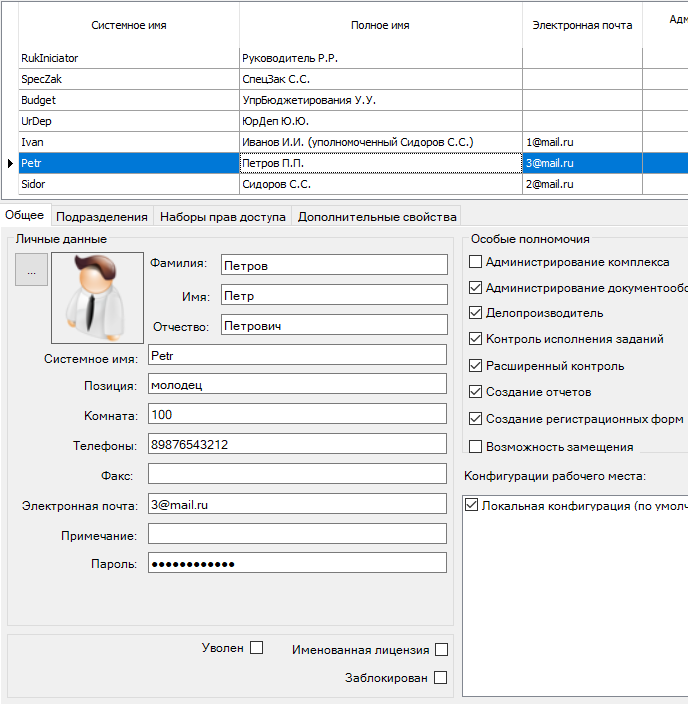 Системное имя Полное имя Электронная почта Адм
RukIniciator Руководитель Р.Р.
SpecZak СпецЗак С.С.
Budget УпрБюджетирования У.У.
UrDep ЮрДеп Ю.Ю.
Ivan Иванов И.И. (уполномоченный Сидоров С.С.) 1@mail.ru
Petr Петров П.П. 3@mail.ru
Sidor Сидоров С.С. 2@mail.ru
Общее Подразделения Наборы прав доступа Дополнительные свойства
Личные данные
...
Фамилия: Петров
Имя: Петр
Отчество: Петрович
Системное имя: Petr
Позиция: молодец
Комната: 100
Телефоны: 89876543212
Факс:
Электронная почта: 3@mail.ru
Примечание:
Пароль: ●●●●●●●●●●●●
Уволен Именованная лицензия
Заблокирован
Особые полномочия
Администрирование комплекса
Администрирование документообо
Делопроизводитель
Контроль исполнения заданий
Расширенный контроль
Создание отчетов
Создание регистрационных форм
Возможность замещения
Конфигурации рабочего места:
Локальная конфигурация (по умолч